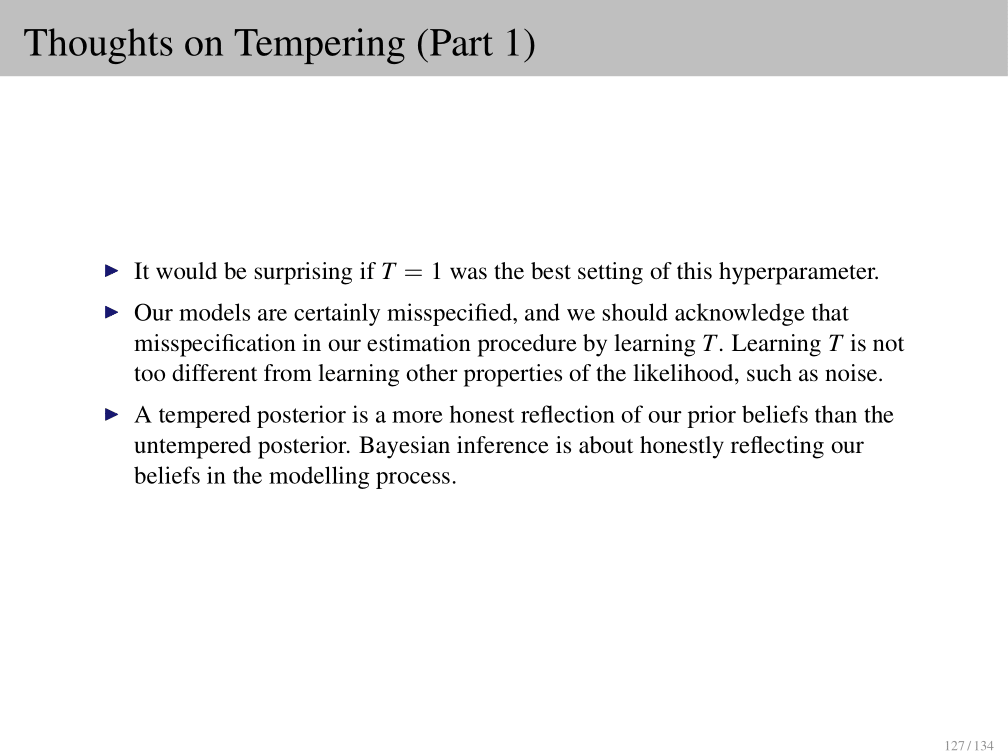 Thoughts on Tempering (Part 1)
▶ It would be surprising if T = 1 was the best setting of this hyperparameter.
▶ Our models are certainly misspecified, and we should acknowledge that
misspecification in our estimation procedure by learning T. Learning T is not
too different from learning other properties of the likelihood, such as noise.
▶ A tempered posterior is a more honest reflection of our prior beliefs than the
untempered posterior. Bayesian inference is about honestly reflecting our
beliefs in the modelling process.
127 / 134